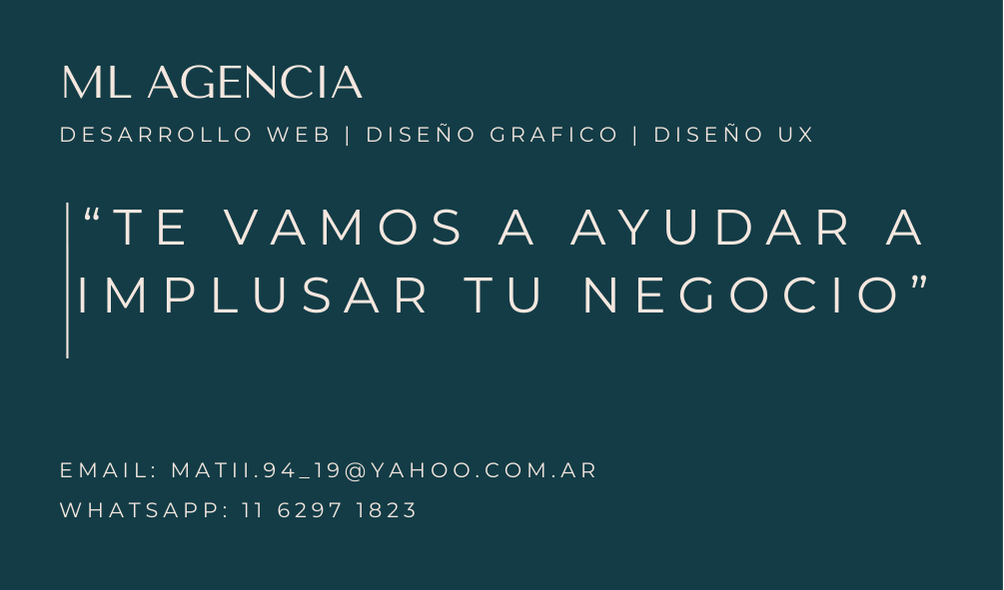 ML AGENCIA
DESARROLLO WEB | DISEÑO GRAFICO | DISEÑO UX
“TE VAMOS A AYUDAR A
IMPLUSAR TU NEGOCIO”
EMAIL: MATII.94_19@YAHOO.COM.AR
WHATSAPP: 11 6297 1823